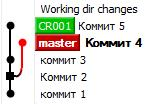 Working dir changes
CR001 Коммит 5
master Коммит 4
коммит 3
Коммит 2
коммит 1